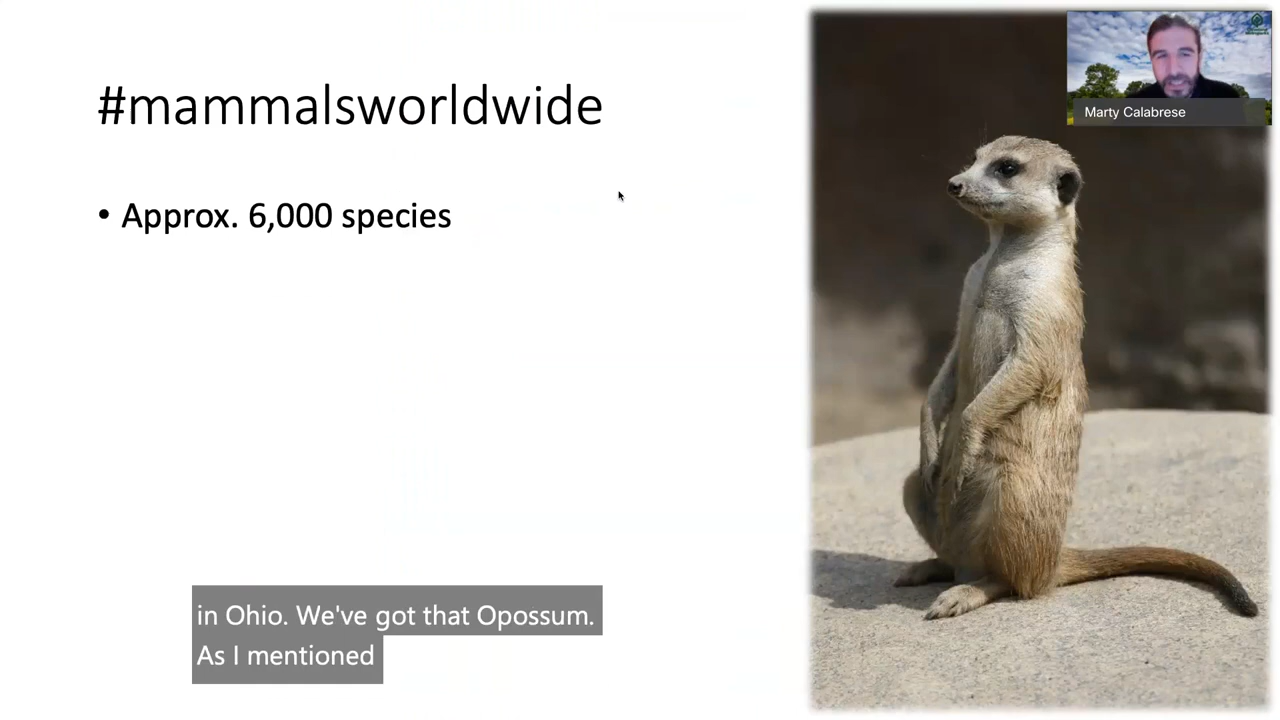 #mammalsworldwide
• Approx. 6,000 species
Marty Calabrese
in Ohio. We've got that Opossum.
As I mentioned